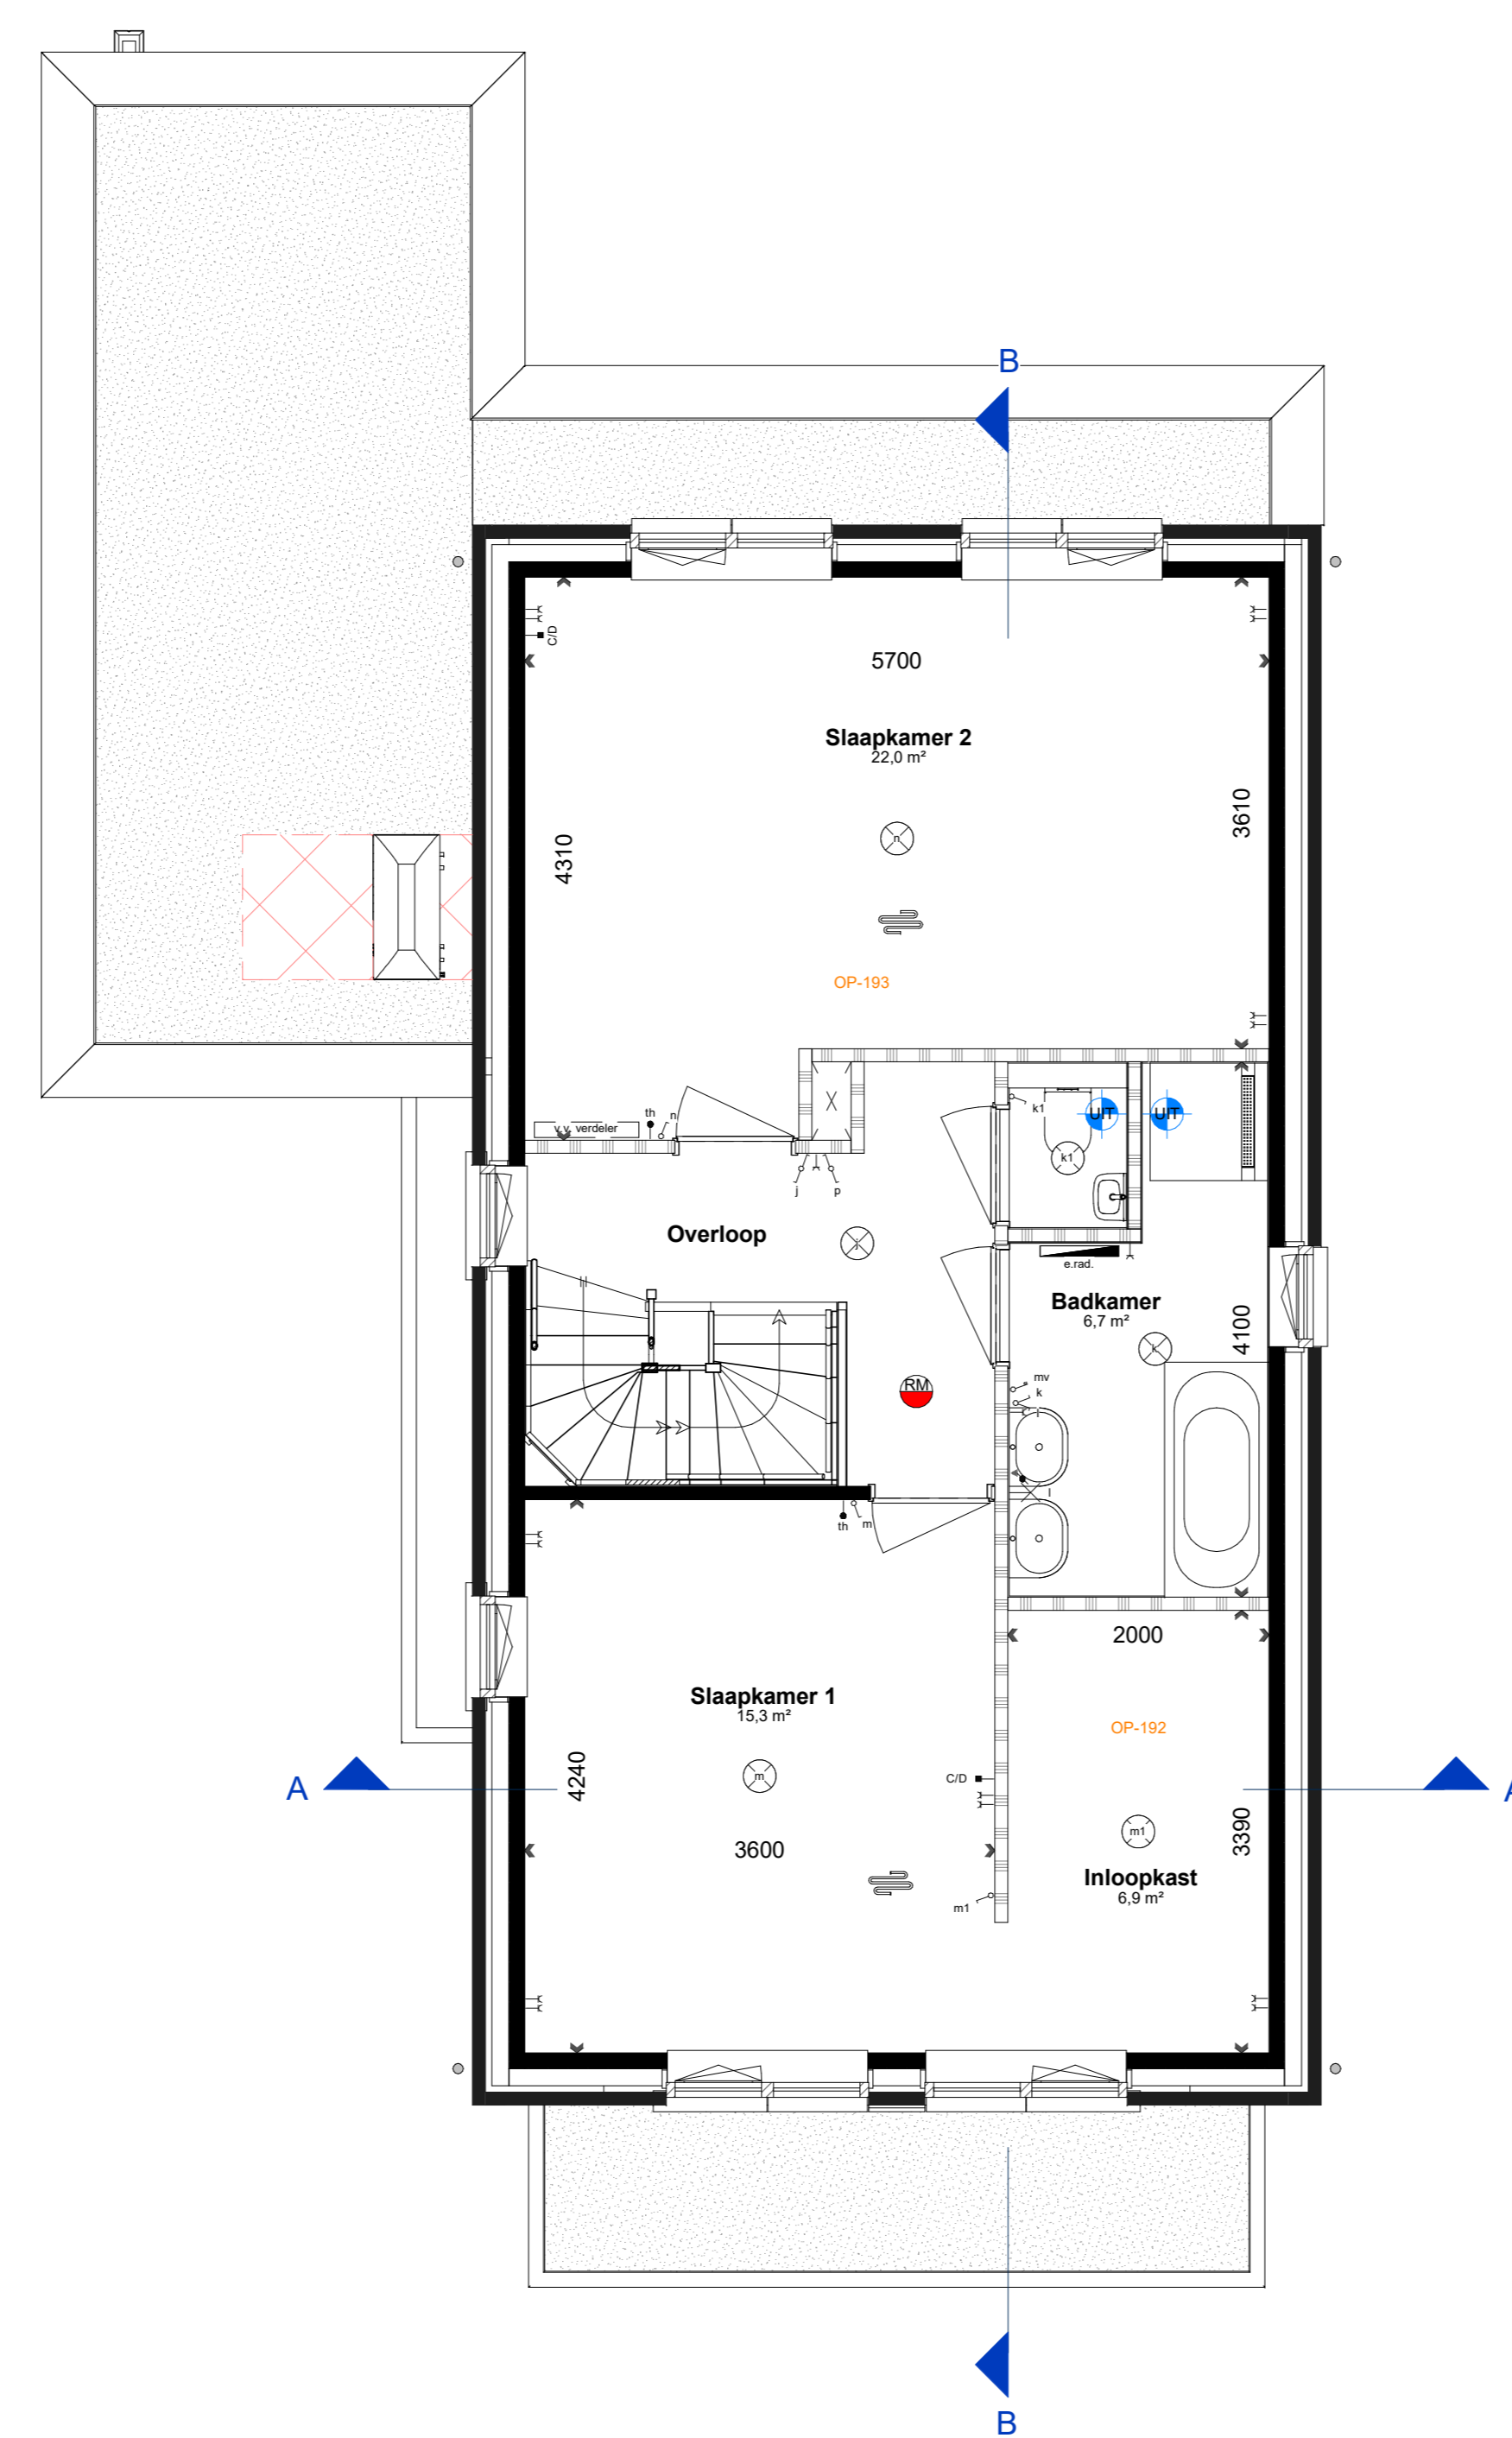 B
C/D
5700
Slaapkamer 2
22,0 m²
3610
4310
n
OP-193
v.v. verdeler
th
n
k1
UIT
UIT
k1
j
p
Overloop
j
e.rad.
Badkamer
6,7 m²
4100
k
RM
mv
k
l
l
th
m
2000
Slaapkamer 1
15,3 m²
OP-192
A
4240
m
C/D
A
3600
m1
3390
Inloopkast
6,9 m²
m1
B